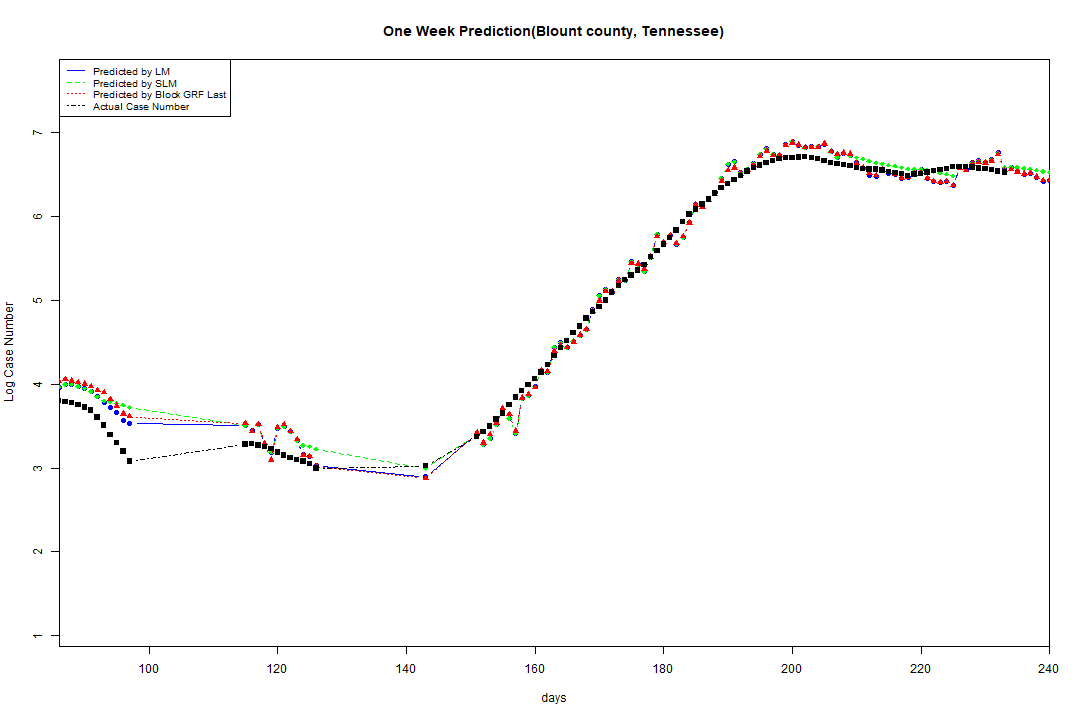 One Week Prediction(Blount county, Tennessee)
Predicted by LM
Predicted by SLM
Predicted by Block GRF Last
Actual Case Number
Log Case Number
7
6
5
4
3
2
1
100 120 140 160 180 200 220 240
days